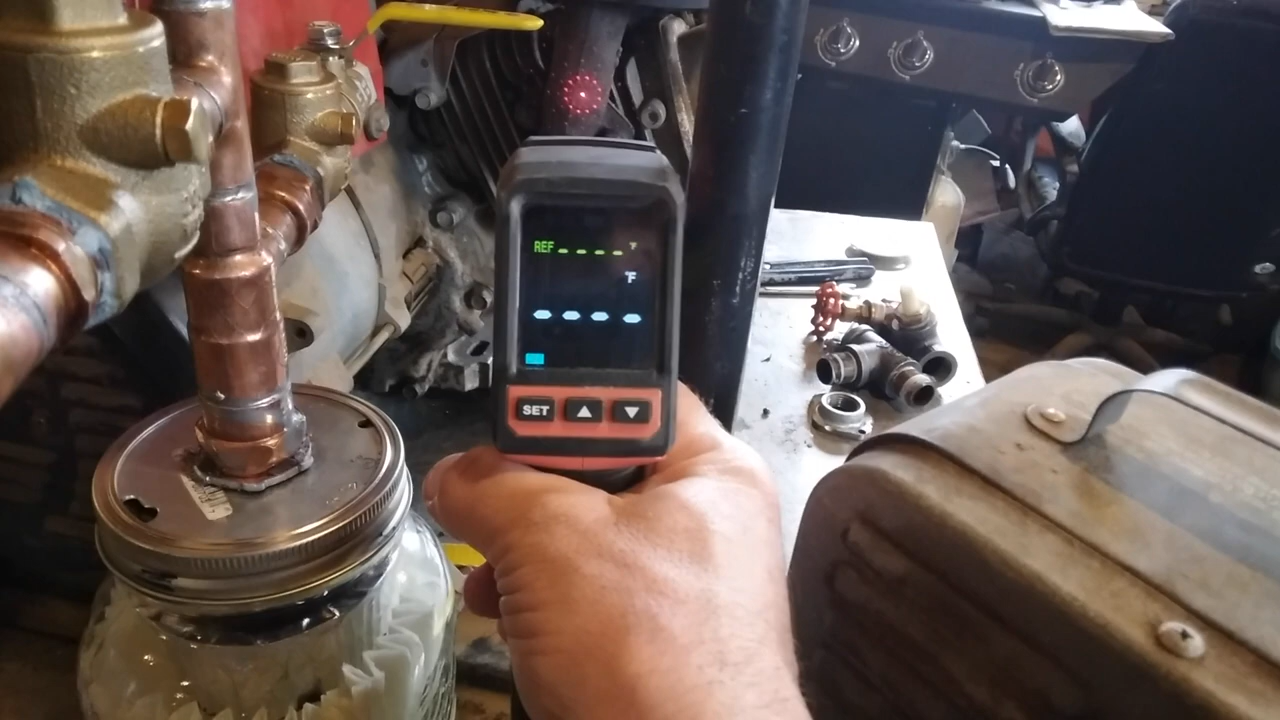 REF _ _ _ _ °F
°F
- - - -
SET ▲ ▼